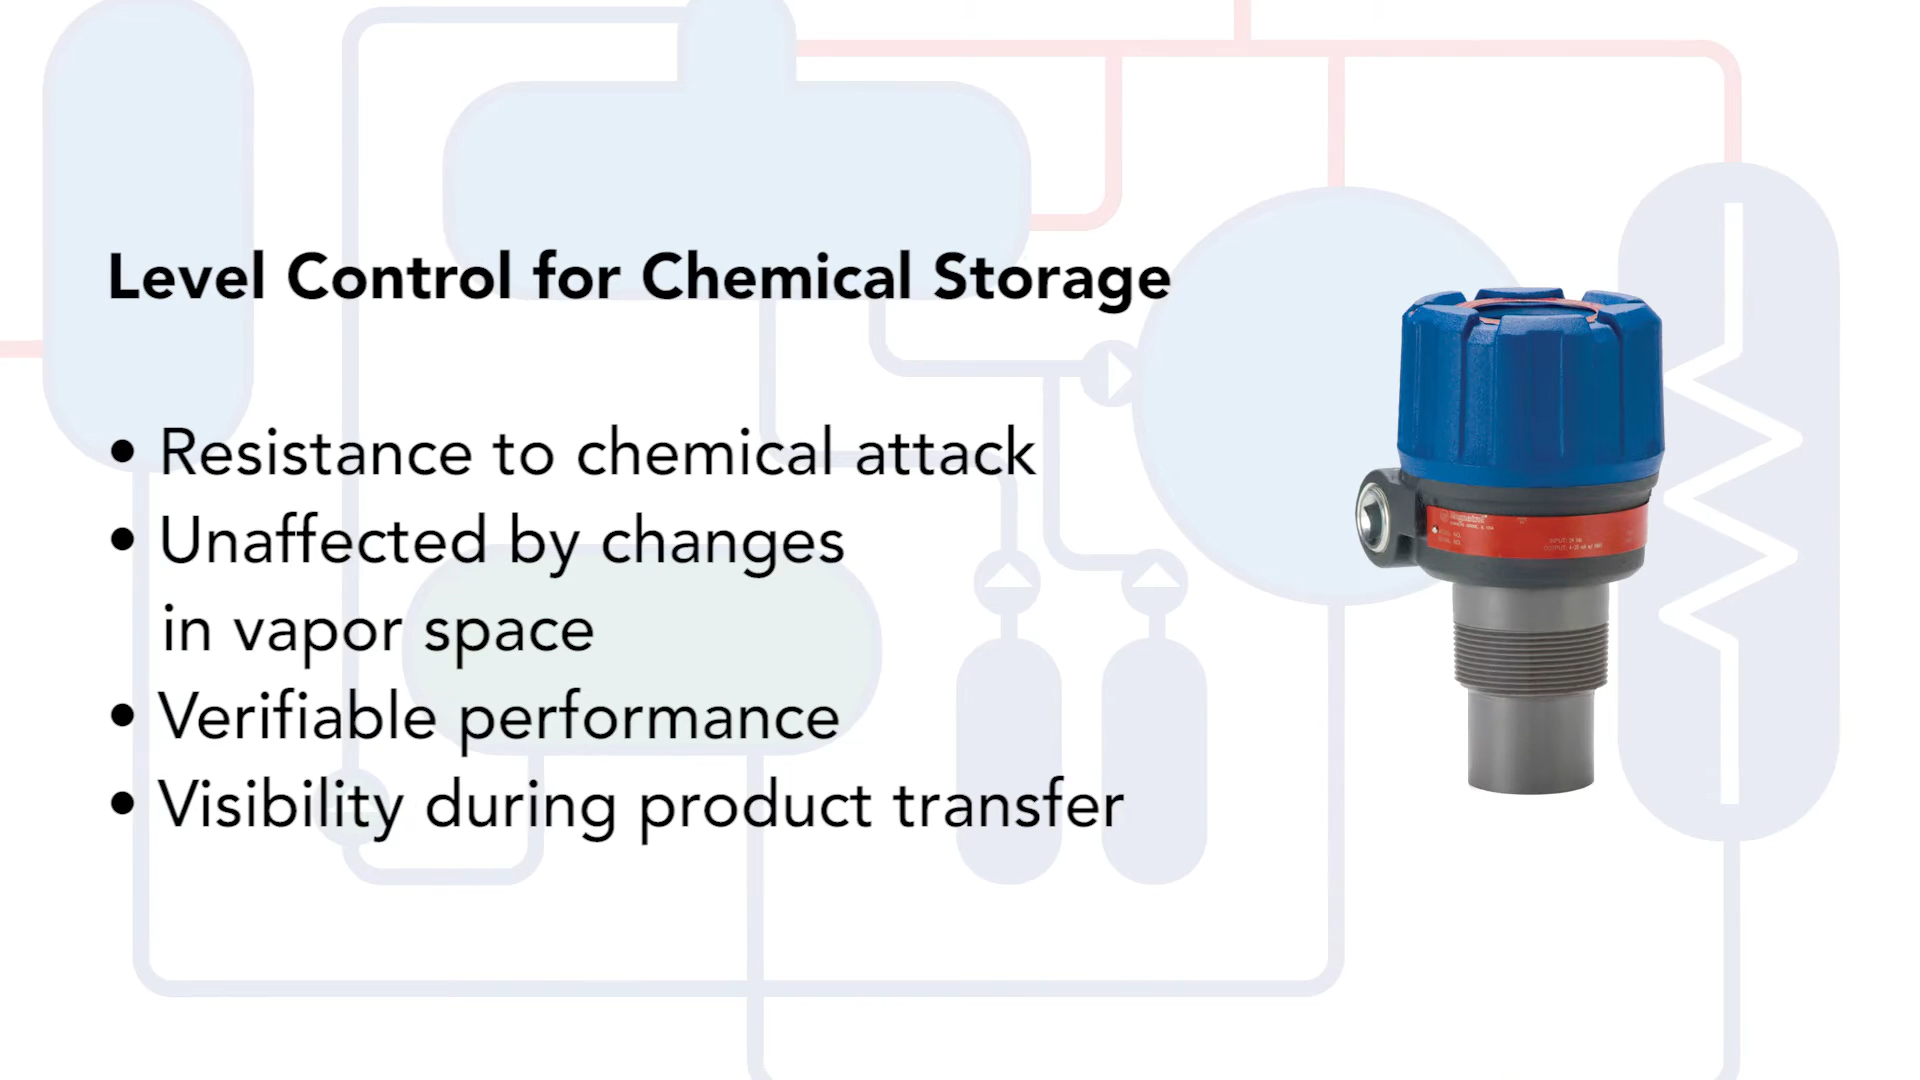 Level Control for Chemical Storage
• Resistance to chemical attack
• Unaffected by changes
in vapor space
• Verifiable performance
• Visibility during product transfer